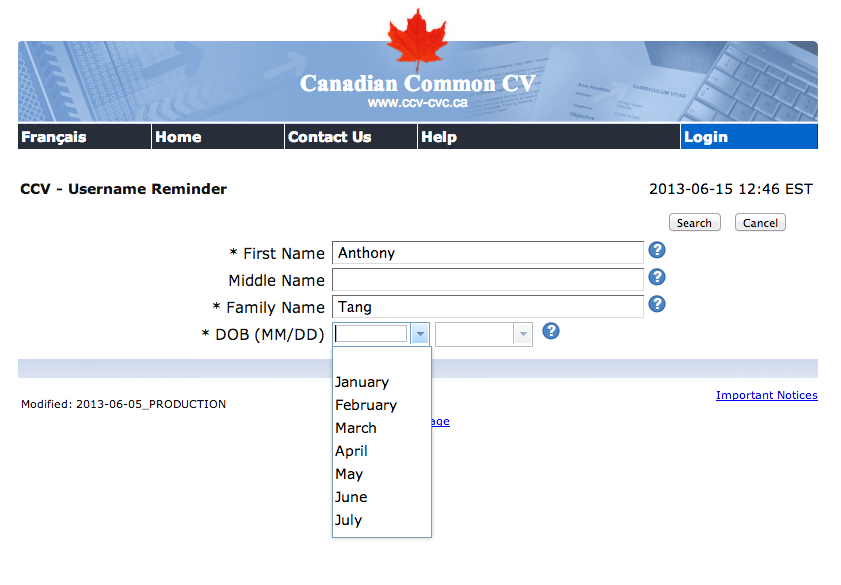 Canadian Common CV
www.ccv-cvc.ca
CURRICULUM VITAE
Français Home Contact Us Help Login
CCV - Username Reminder 2013-06-15 12:46 EST
Search Cancel
* First Name Anthony ?
Middle Name ?
* Family Name Tang ?
* DOB (MM/DD) ?
January
February
March
April
May
June
July
Important Notices
Modified: 2013-06-05_PRODUCTION
age